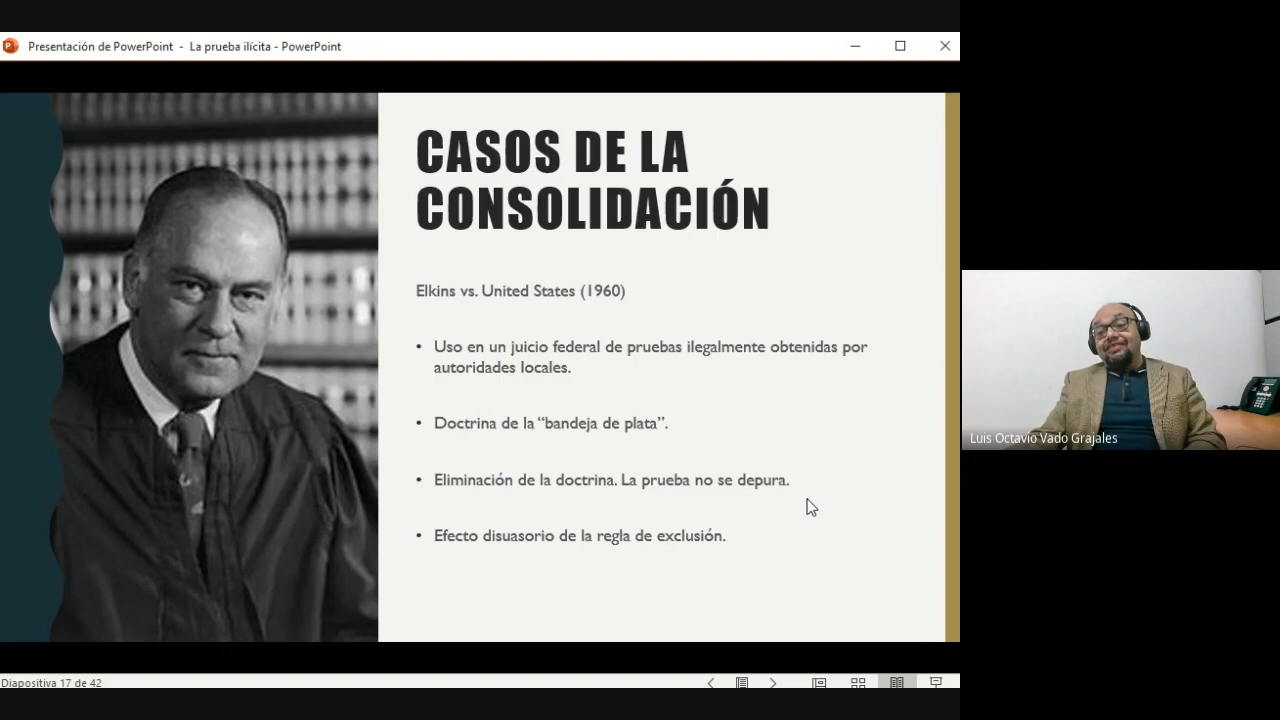 Presentación de PowerPoint - La prueba ilícita - PowerPoint
CASOS DE LA
CONSOLIDACIÓN
Elkins vs. United States (1960)
• Uso en un juicio federal de pruebas ilegalmente obtenidas por
autoridades locales.
• Doctrina de la “bandeja de plata”.
• Eliminación de la doctrina. La prueba no se depura.
• Efecto disuasorio de la regla de exclusión.
Luis Octavio Vado Grajales
Diapositiva 17 de 42